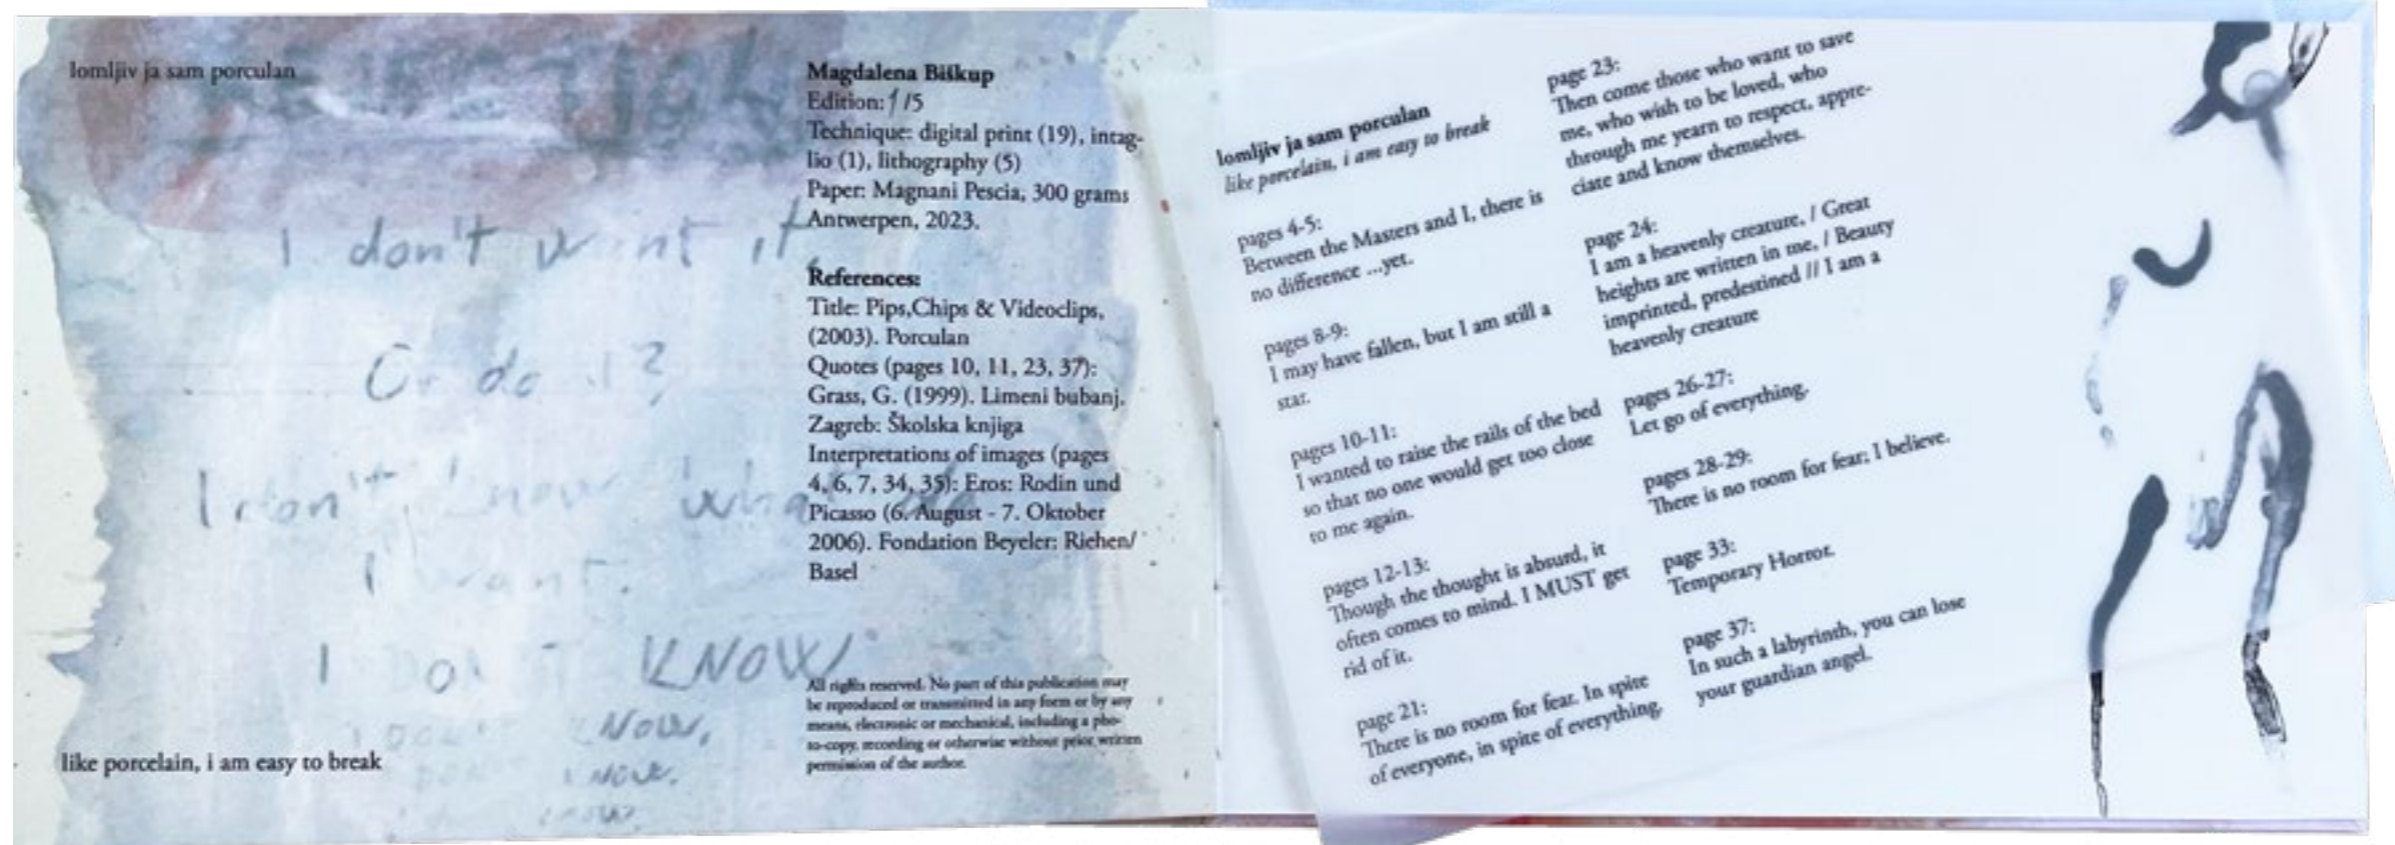 lomljiv ja sam porculan
I don't want it,
Or do I?
I don't know what do
I want.
I DON'T KNOW
I DON'T KNOW,
DON'T KNOW.
KNOW.
like porcelain, i am easy to break
Magdalena Biškup
Edition: 1/5
Technique: digital print (19), intag-
lio (1), lithography (5)
Paper: Magnani Pescia, 300 grams
Antwerpen, 2023.
References:
Title: Pips,Chips & Videoclips,
(2003). Porculan
Quotes (pages 10, 11, 23, 37):
Grass, G. (1999). Limeni bubanj.
Zagreb: Školska knjiga
Interpretations of images (pages
4, 6, 7, 34, 35): Eros: Rodin und
Picasso (6. August - 7. Oktober
2006). Fondation Beyeler: Riehen/
Basel
All rights reserved. No part of this publication may
be reproduced or transmitted in any form or by any
means, electronic or mechanical, including a pho-
to-copy, recording or otherwise without prior written
permission of the author.
lomljiv ja sam porculan
like porcelain, i am easy to break
pages 4-5:
Between the Masters and I, there is
no difference ...yet.
pages 8-9:
I may have fallen, but I am still a
star.
pages 10-11:
I wanted to raise the rails of the bed
so that no one would get too close
to me again.
pages 12-13:
Though the thought is absurd, it
often comes to mind. I MUST get
rid of it.
page 21:
There is no room for fear. In spite
of everyone, in spite of everything.
page 23:
Then come those who want to save
me, who wish to be loved, who
through me yearn to respect, appre-
ciate and know themselves.
page 24:
I am a heavenly creature, / Great
heights are written in me, / Beauty
imprinted, predestined // I am a
heavenly creature
pages 26-27:
Let go of everything.
pages 28-29:
There is no room for fear; I believe.
page 33:
Temporary Horror.
page 37:
In such a labyrinth, you can lose
your guardian angel.